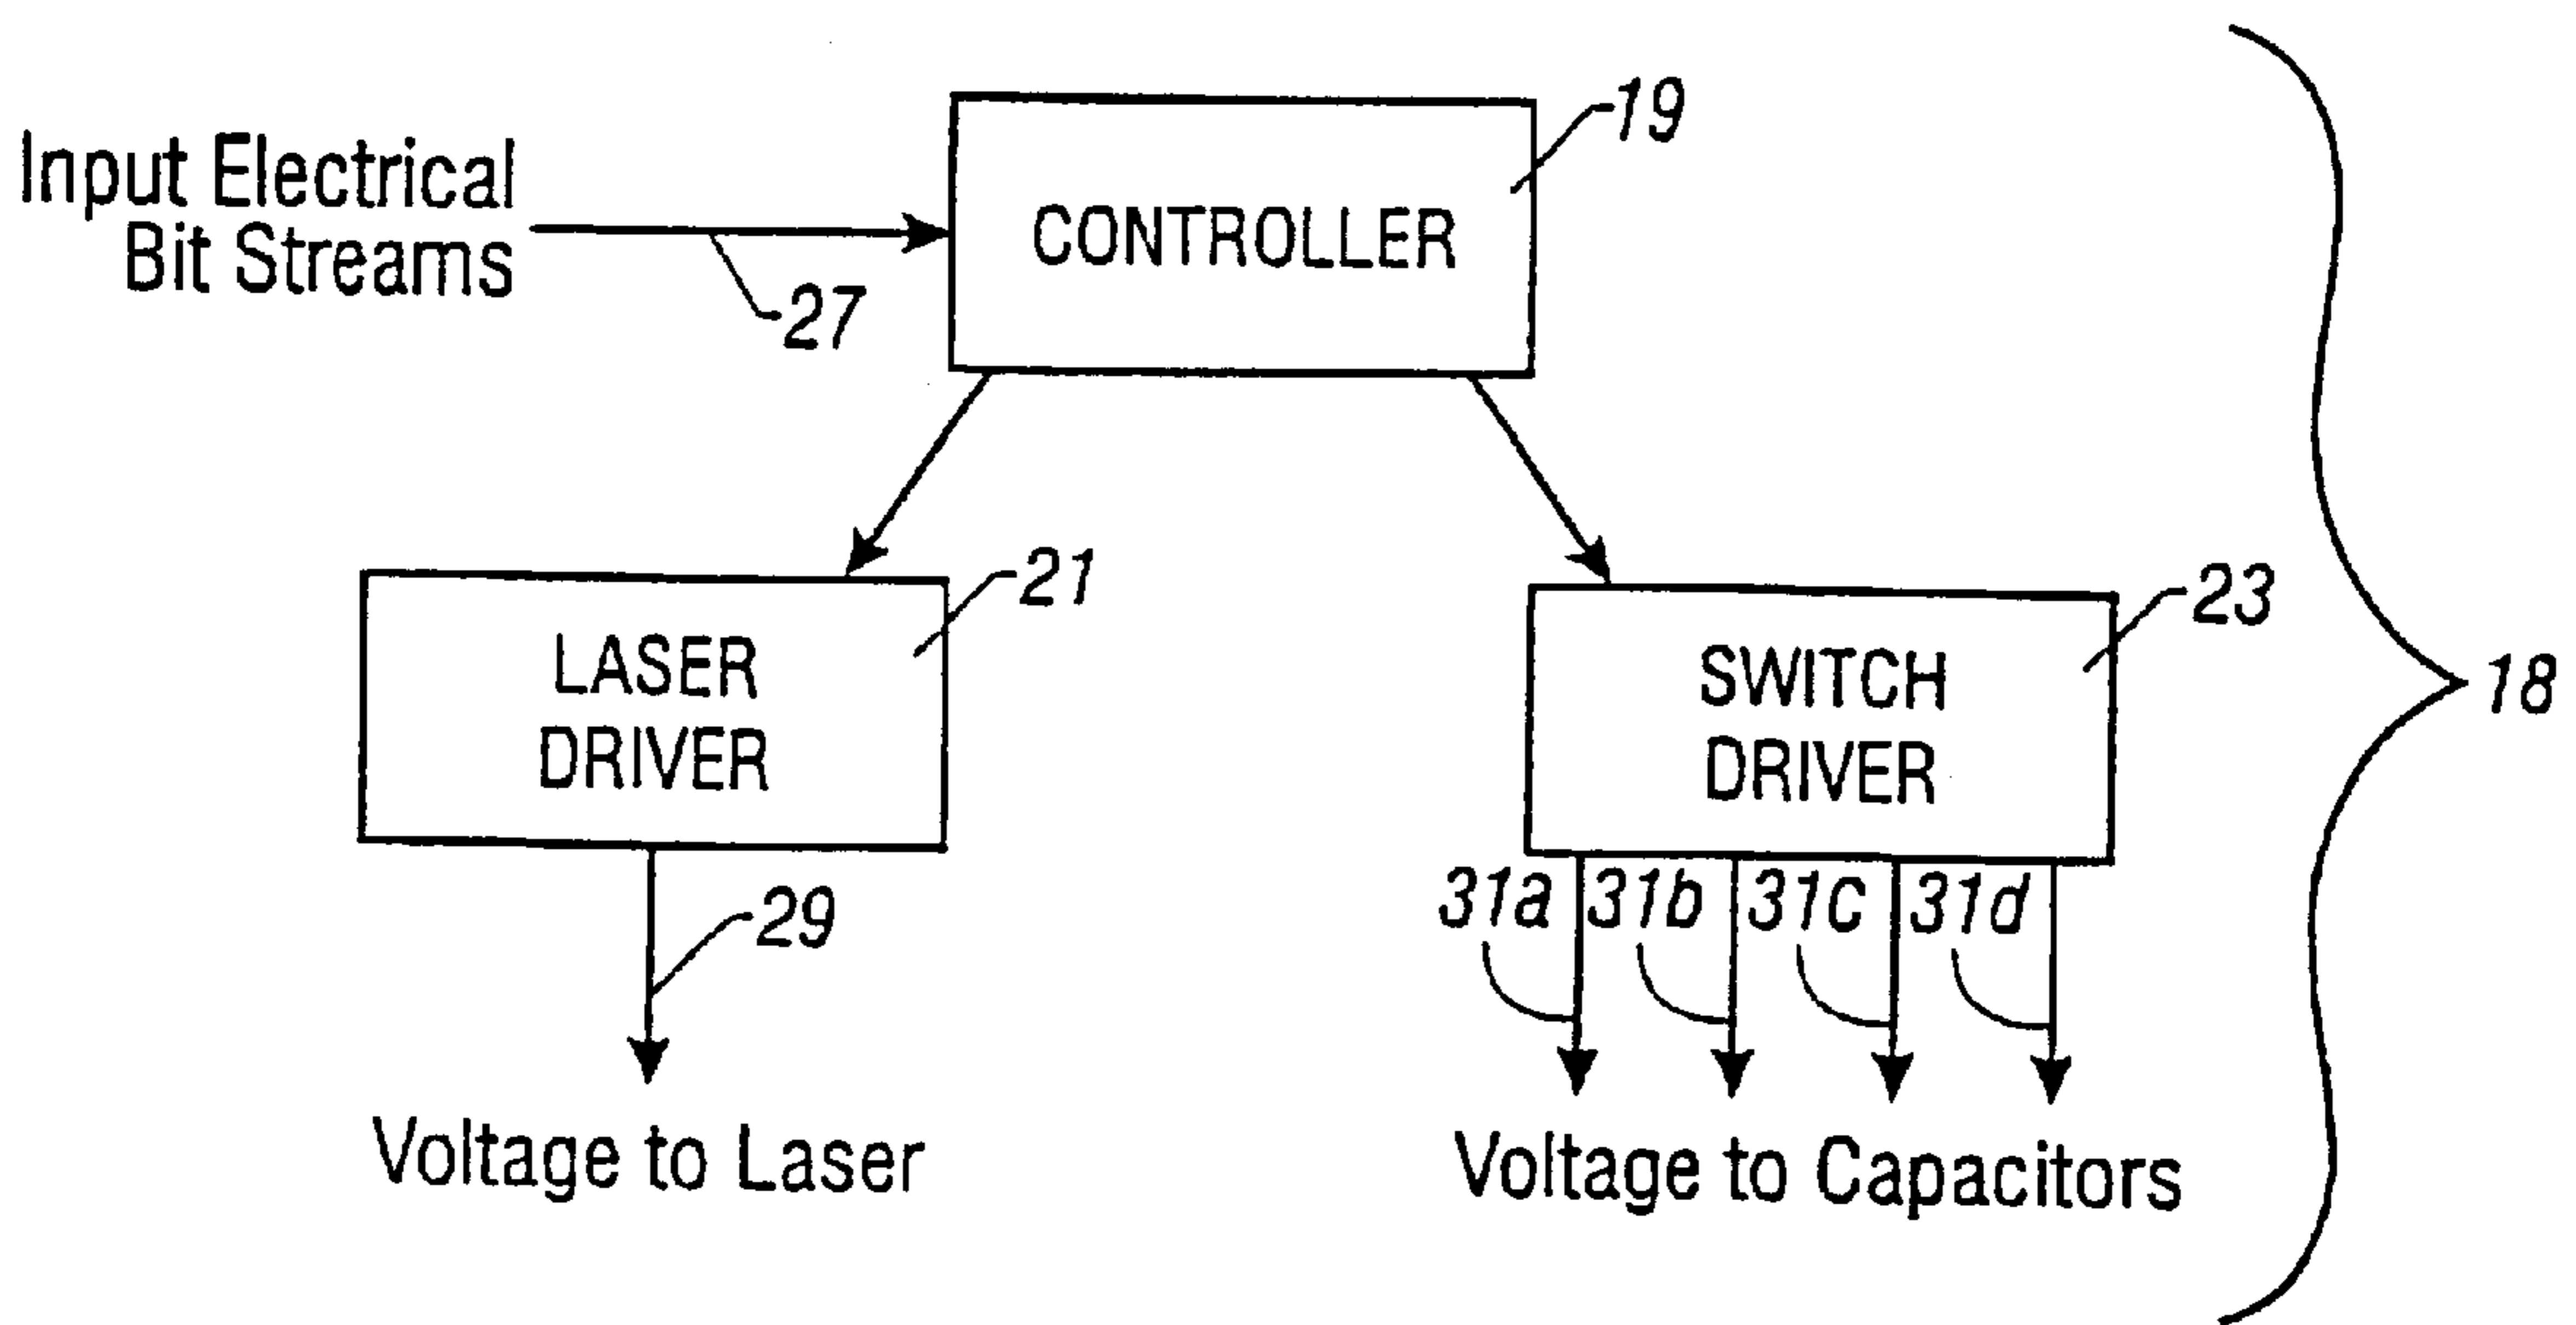 19
Input Electrical
Bit Streams
CONTROLLER
27
21
23
LASER
DRIVER
SWITCH
DRIVER
18
31a 31b 31c 31d
29
Voltage to Laser
Voltage to Capacitors